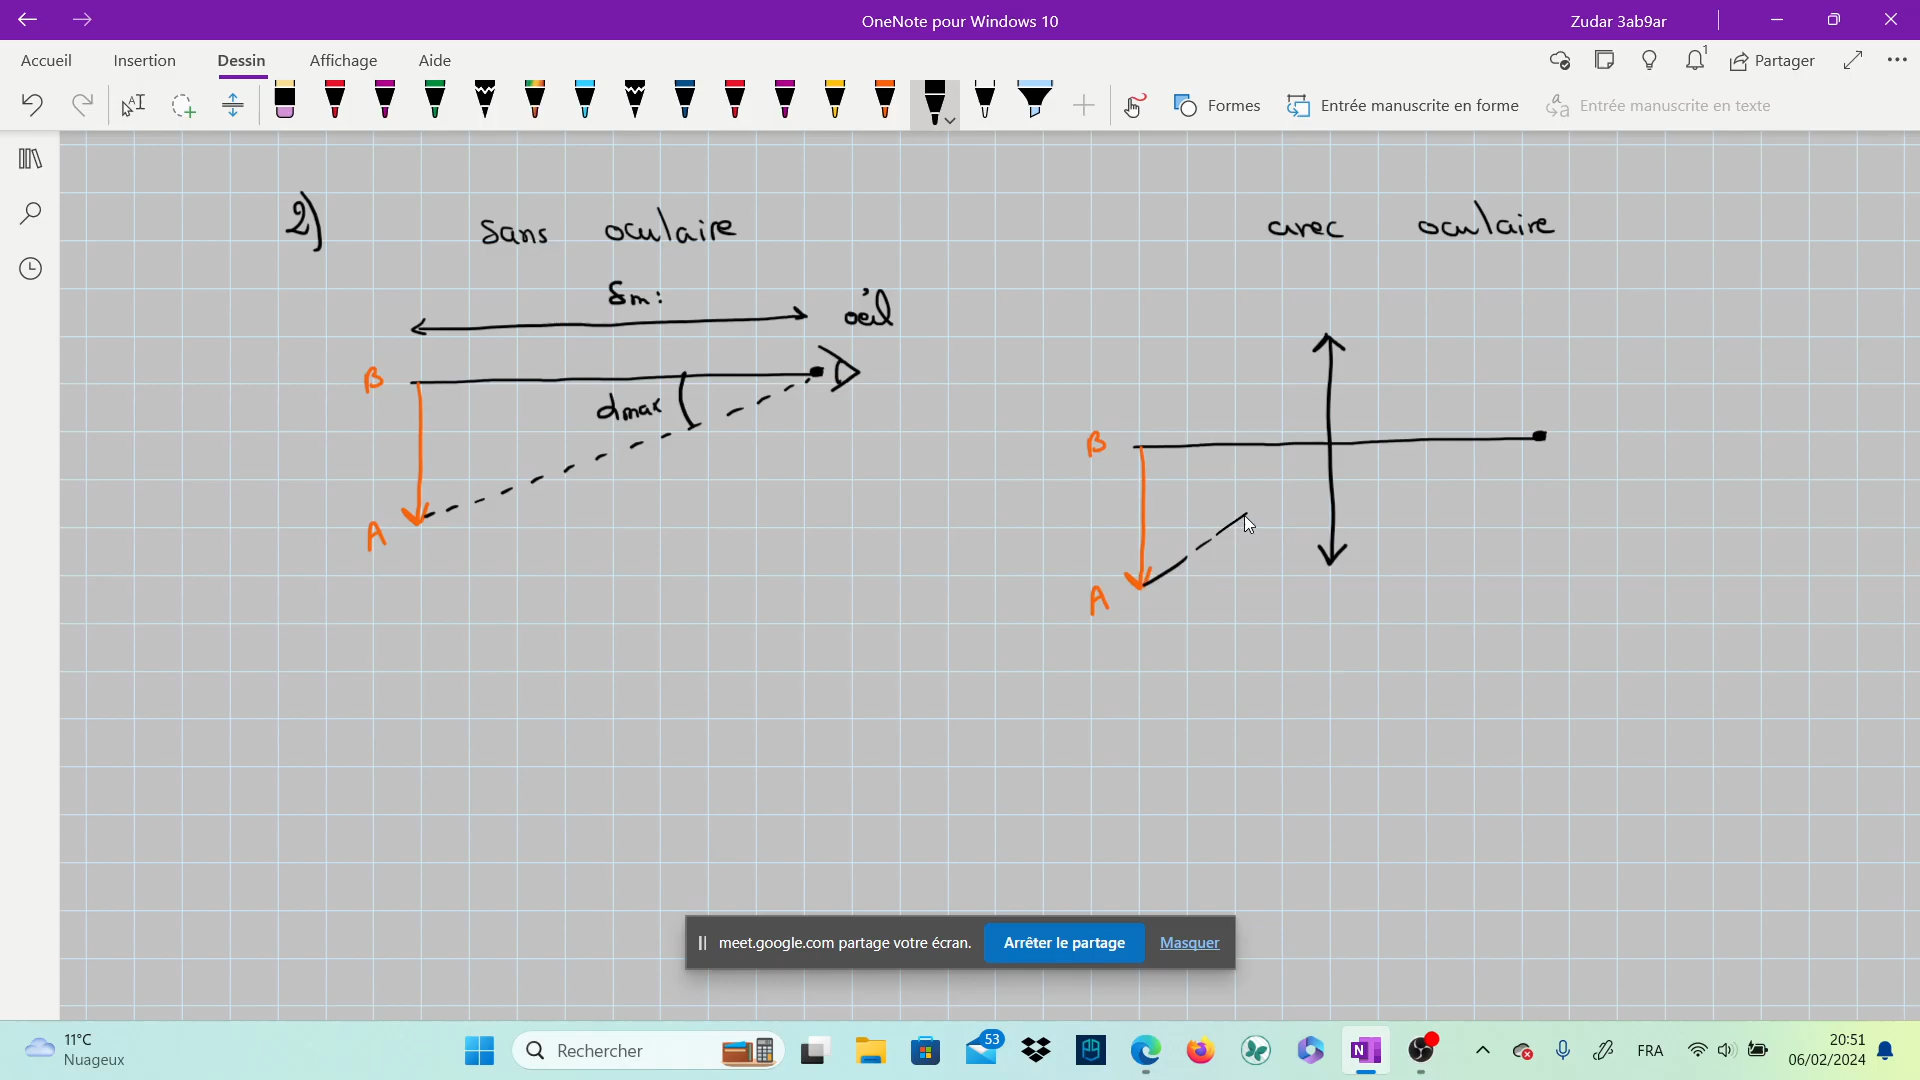 OneNote pour Windows 10
Zudar 3ab9ar
Accueil Insertion Dessin Affichage Aide
1
Partager
Formes
Entrée manuscrite en forme
Entrée manuscrite en texte
2) sans oculaire
avec oculaire
δm:
oeil
B
dmax
A
B
A
meet.google.com partage votre écran.
Arrêter le partage
Masquer
11°C
Nuageux
Rechercher
53
FRA
20:51
06/02/2024